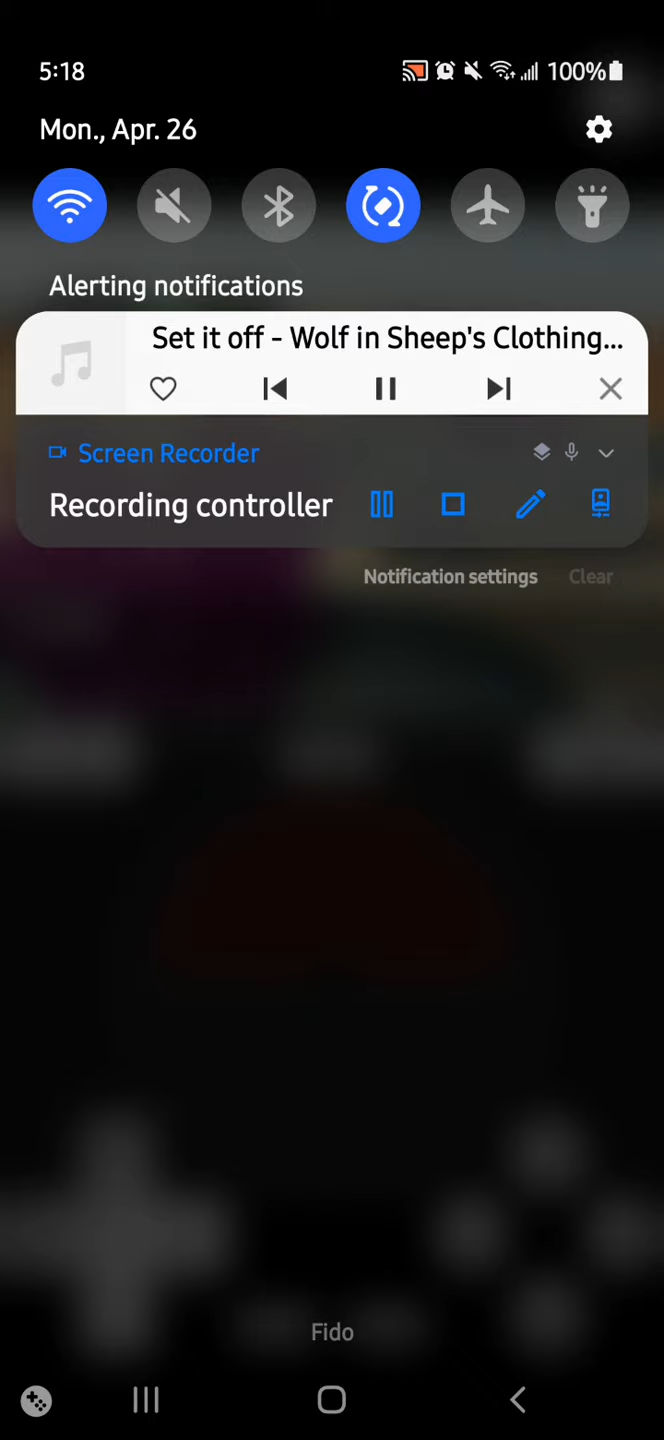 5:18
100%
Mon., Apr. 26
Alerting notifications
Set it off - Wolf in Sheep's Clothing...
Screen Recorder
Recording controller
Notification settings
Clear
Fido